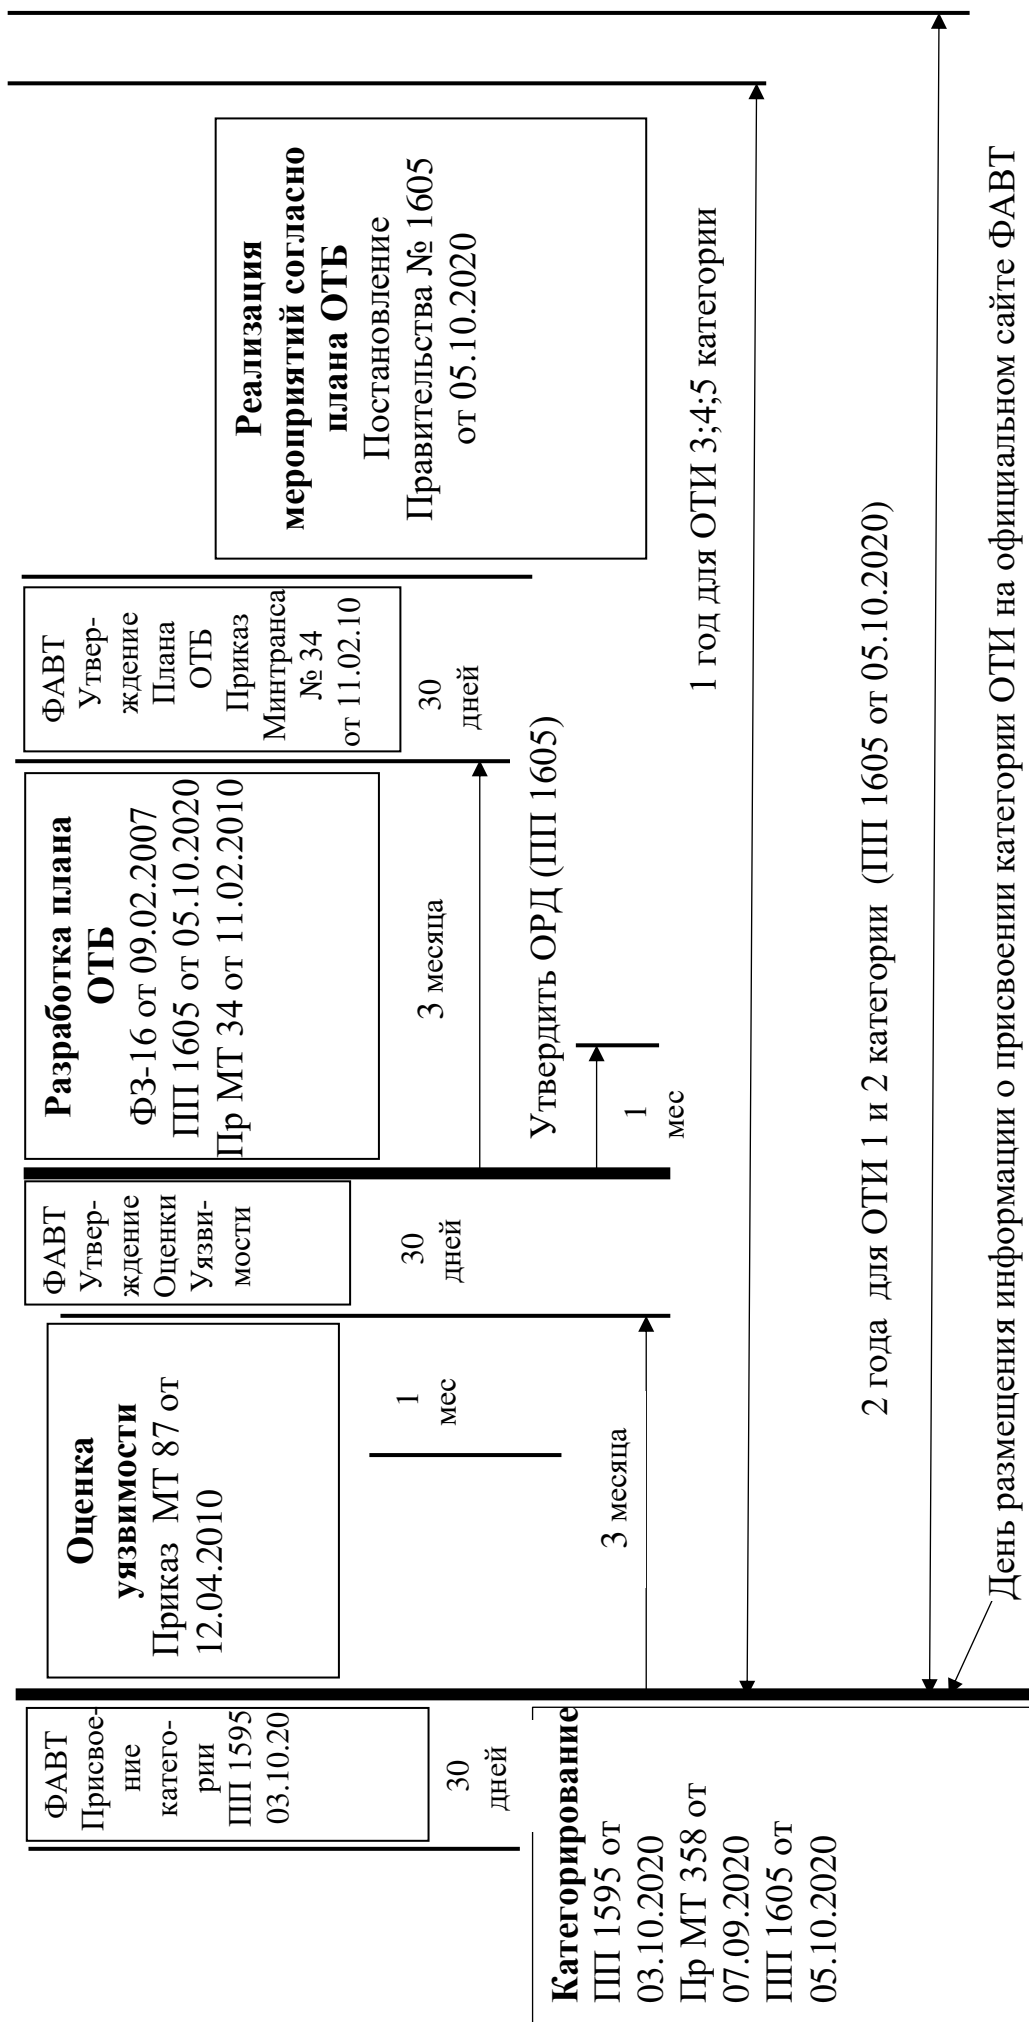 ФАВТ
Присвое-
ние
катего-
рии
ПП 1595
03.10.20
30
дней
Категорирование
ПП 1595 от
03.10.2020
Пр МТ 358 от
07.09.2020
ПП 1605 от
05.10.2020
Оценка
уязвимости
Приказ МТ 87 от
12.04.2010
1
мес
3 месяца
ФАВТ
Утвер-
ждение
Оценки
Уязви-
мости
30
дней
Разработка плана
ОТБ
ФЗ-16 от 09.02.2007
ПП 1605 от 05.10.2020
Пр МТ 34 от 11.02.2010
3 месяца
Утвердить ОРД (ПП 1605)
1
мес
ФАВТ
Утвер-
ждение
Плана
ОТБ
Приказ
Минтранса
№ 34
от 11.02.10
30
дней
Реализация
мероприятий согласно
плана ОТБ
Постановление
Правительства № 1605
от 05.10.2020
1 год для ОТИ 3;4;5 категории
2 года для ОТИ 1 и 2 категории (ПП 1605 от 05.10.2020)
День размещения информации о присвоении категории ОТИ на официальном сайте ФАВТ